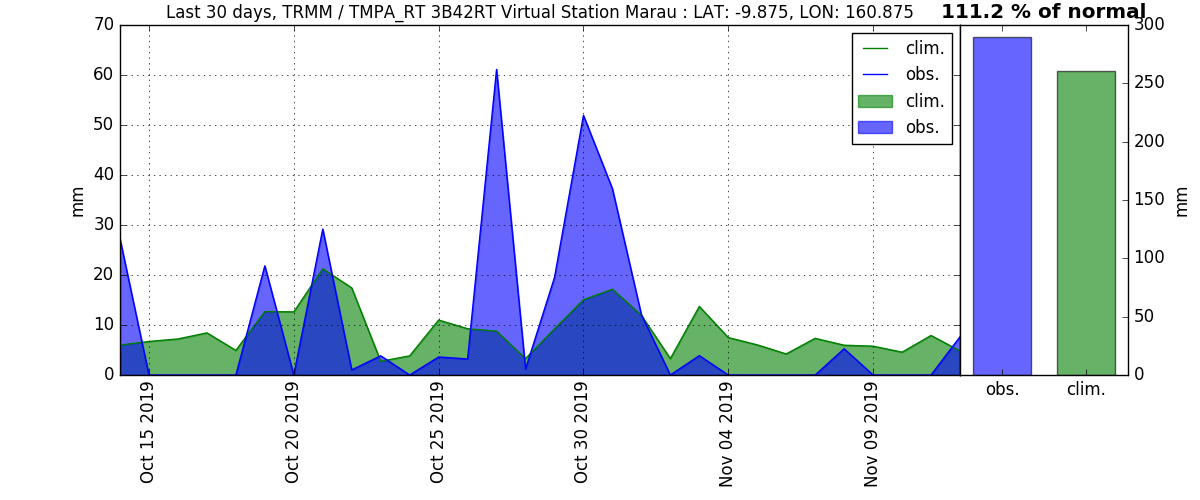 Last 30 days, TRMM / TMPA_RT 3B42RT Virtual Station Marau : LAT: -9.875, LON: 160.875
111.2 % of normal
70
60
50
40
30
20
10
0
mm
clim.
obs.
clim.
obs.
300
250
200
150
100
50
0
mm
obs.
clim.
Oct 15 2019
Oct 20 2019
Oct 25 2019
Oct 30 2019
Nov 04 2019
Nov 09 2019